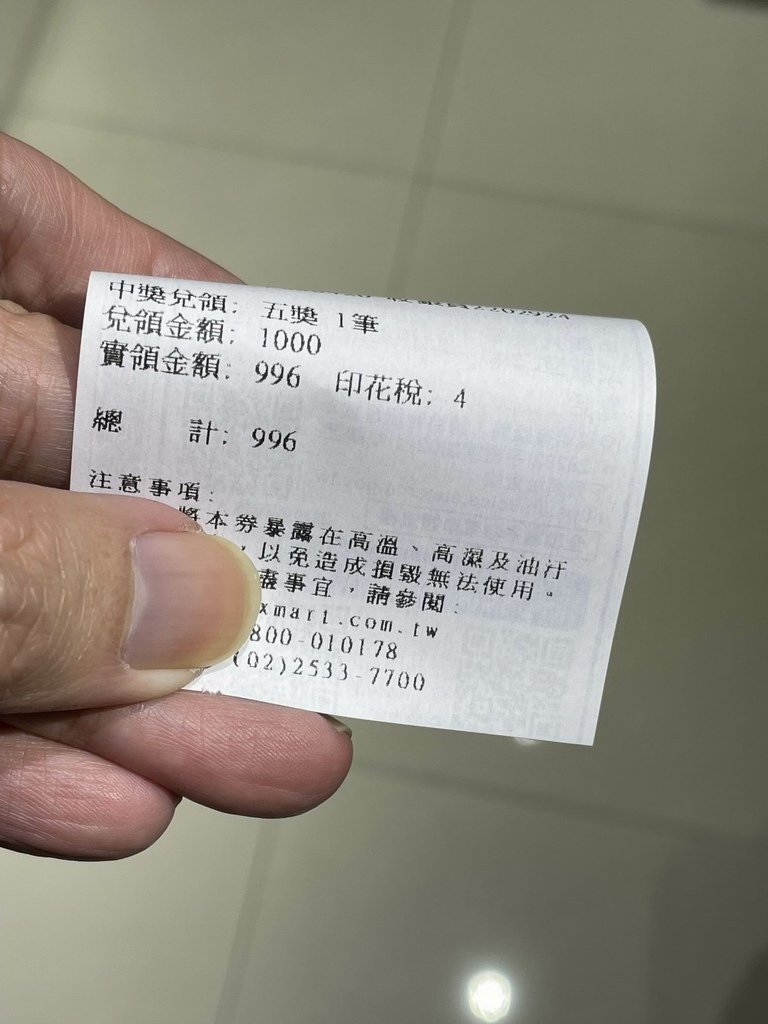 中獎兌領: 五獎 1筆
兌領金額: 1000
實領金額: 996 印花稅: 4
總 計: 996
注意事項:
將本券暴露在高溫、高濕及油汙
，以免造成損毀無法使用。
盡事宜，請參閱:
xmart.com.tw
800-010178
(02)2533-7700